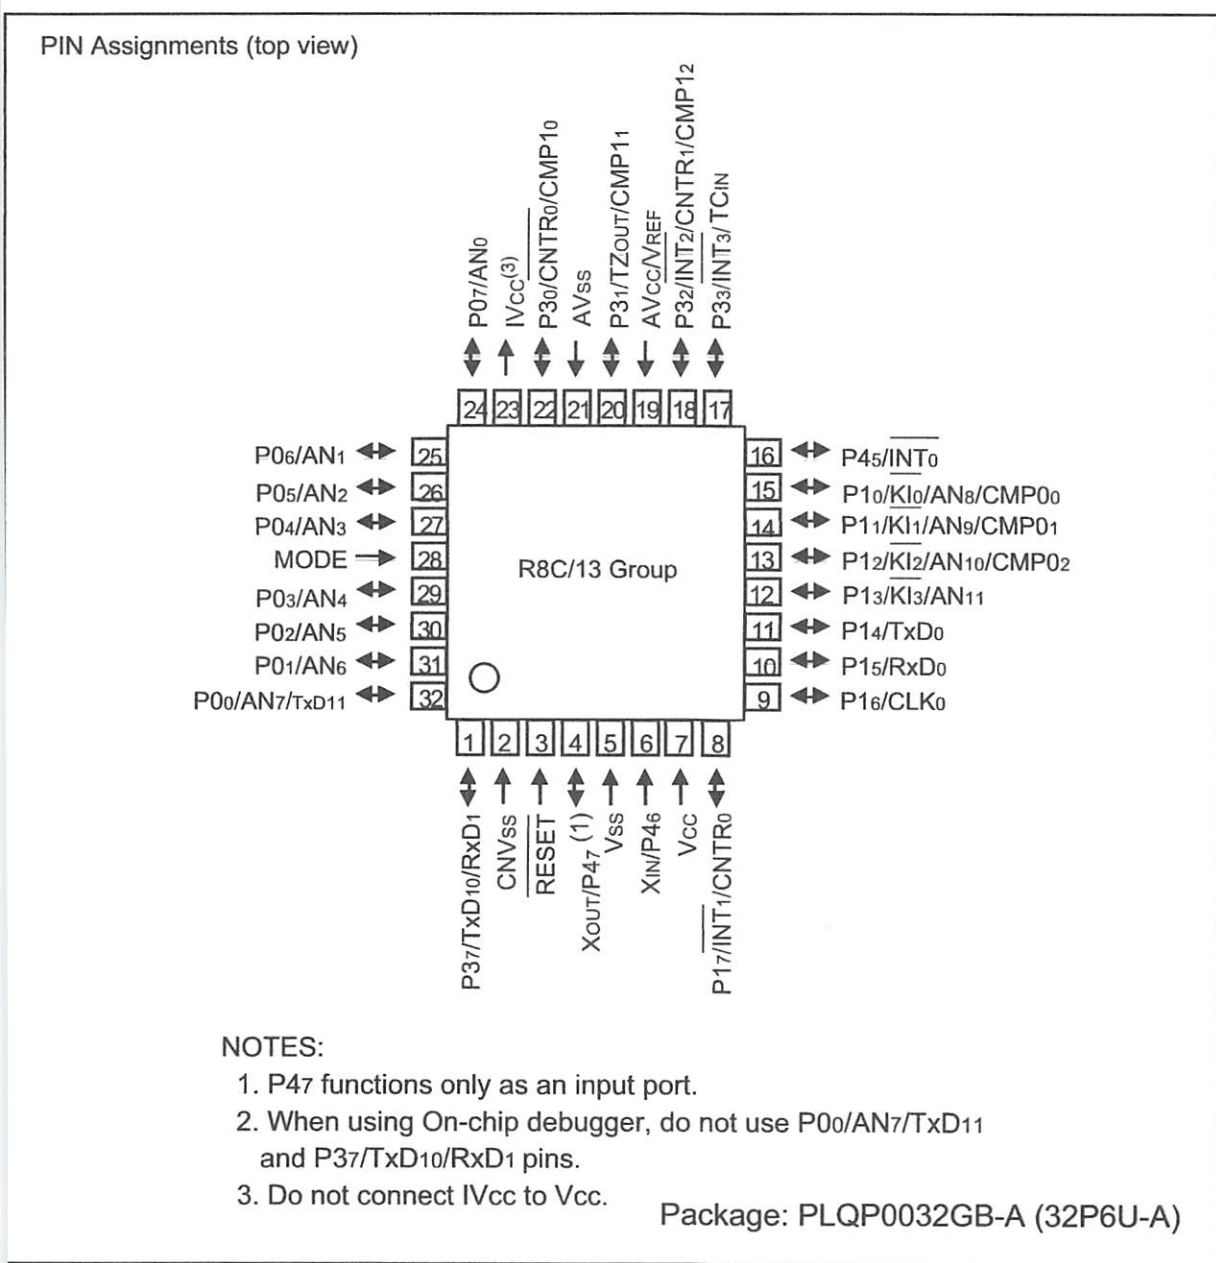 PIN Assignments (top view)
P07/AN0
IVcc(3)
P30/CNTR0/CMP10
AVss
P31/TZOUT/CMP11
AVcc/VREF
P32/INT2/CNTR1/CMP12
P33/INT3/TCIN
24 23 22 21 20 19 18 17
P06/AN1 25
P05/AN2 26
P04/AN3 27
MODE 28
P03/AN4 29
P02/AN5 30
P01/AN6 31
P00/AN7/TxD11 32
R8C/13 Group
16 P45/INT0
15 P10/KI0/AN8/CMP00
14 P11/KI1/AN9/CMP01
13 P12/KI2/AN10/CMP02
12 P13/KI3/AN11
11 P14/TxD0
10 P15/RxD0
9 P16/CLK0
1 2 3 4 5 6 7 8
P37/TxD10/RxD1
CNVss
RESET
XOUT/P47 (1)
Vss
XIN/P46
Vcc
P17/INT1/CNTR0
NOTES:
1. P47 functions only as an input port.
2. When using On-chip debugger, do not use P00/AN7/TxD11
and P37/TxD10/RxD1 pins.
3. Do not connect IVcc to Vcc.
Package: PLQP0032GB-A (32P6U-A)